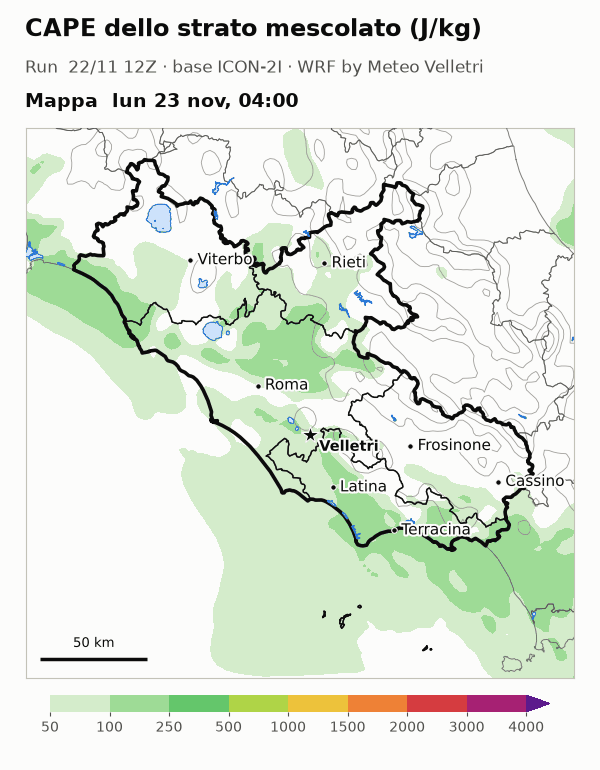 CAPE dello strato mescolato (J/kg)
Run  22/11 12Z · base ICON-2I · WRF by Meteo Velletri
Mappa  lun 23 nov, 04:00
Viterbo
Rieti
Roma
Velletri
Frosinone
Cassino
Latina
Terracina
50 km
50 100 250 500 1000 1500 2000 3000 4000